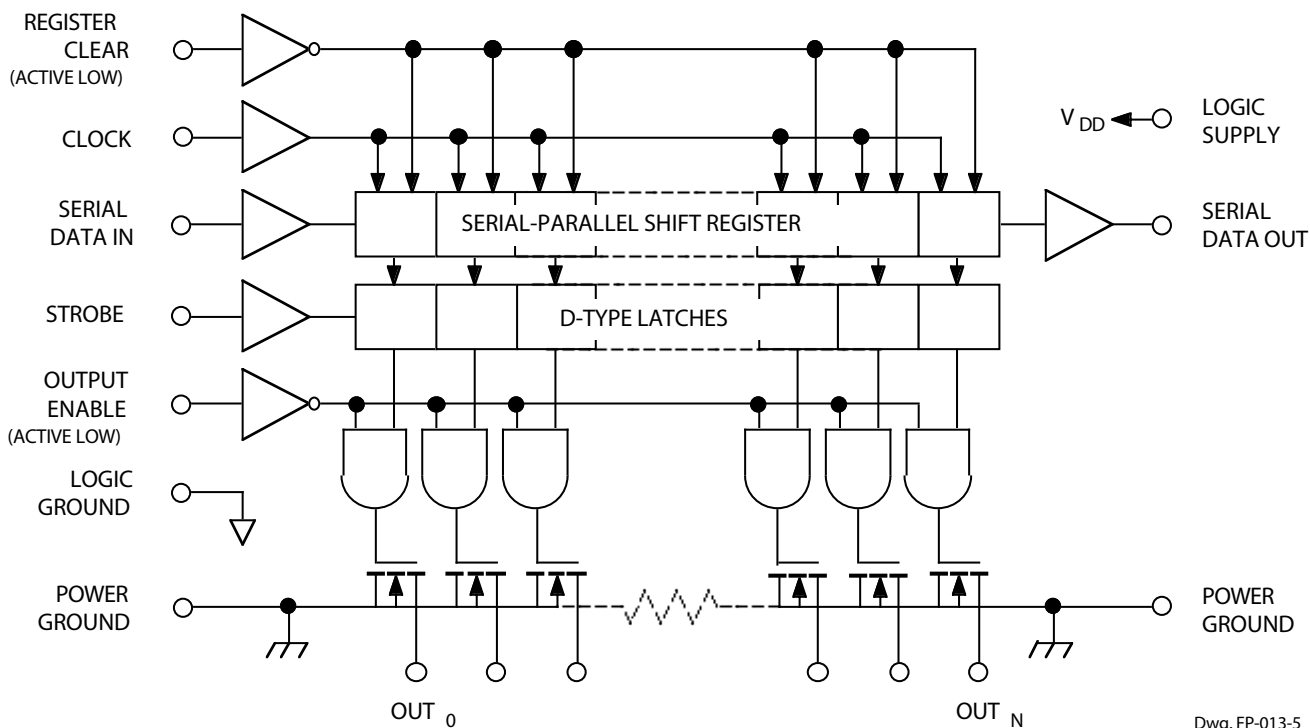 REGISTER
CLEAR
(ACTIVE LOW)
CLOCK
V DD
LOGIC
SUPPLY
SERIAL
DATA IN
SERIAL-PARALLEL SHIFT REGISTER
SERIAL
DATA OUT
STROBE
D-TYPE LATCHES
OUTPUT
ENABLE
(ACTIVE LOW)
LOGIC
GROUND
POWER
GROUND
POWER
GROUND
OUT 0
OUT N
Dwg. FP-013-5